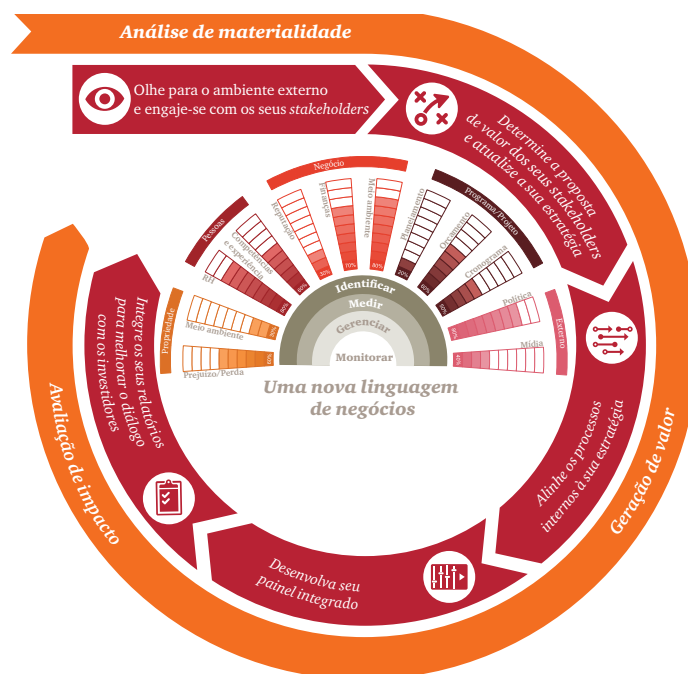 Análise de materialidade
Olhe para o ambiente externo
e engaje-se com os seus stakeholders
Determine a proposta
de valor dos seus stakeholders
e atualize a sua estratégia
Alinhe os processos
internos à sua estratégia
Geração de valor
Desenvolva seu
painel integrado
Integre os seus relatórios
para melhorar o diálogo
com os investidores
Avaliação de impacto
Propriedade
Prejuízo/Perda
Meio ambiente
Pessoas
RH
Competências
e experiência
Negócio
Reputação
30%
Finanças
70%
Meio ambiente
80%
Programa/Projeto
Planejamento
20%
Orçamento
Cronograma
Externo
Política
Mídia
Identificar
Medir
Gerenciar
Monitorar
Uma nova linguagem
de negócios